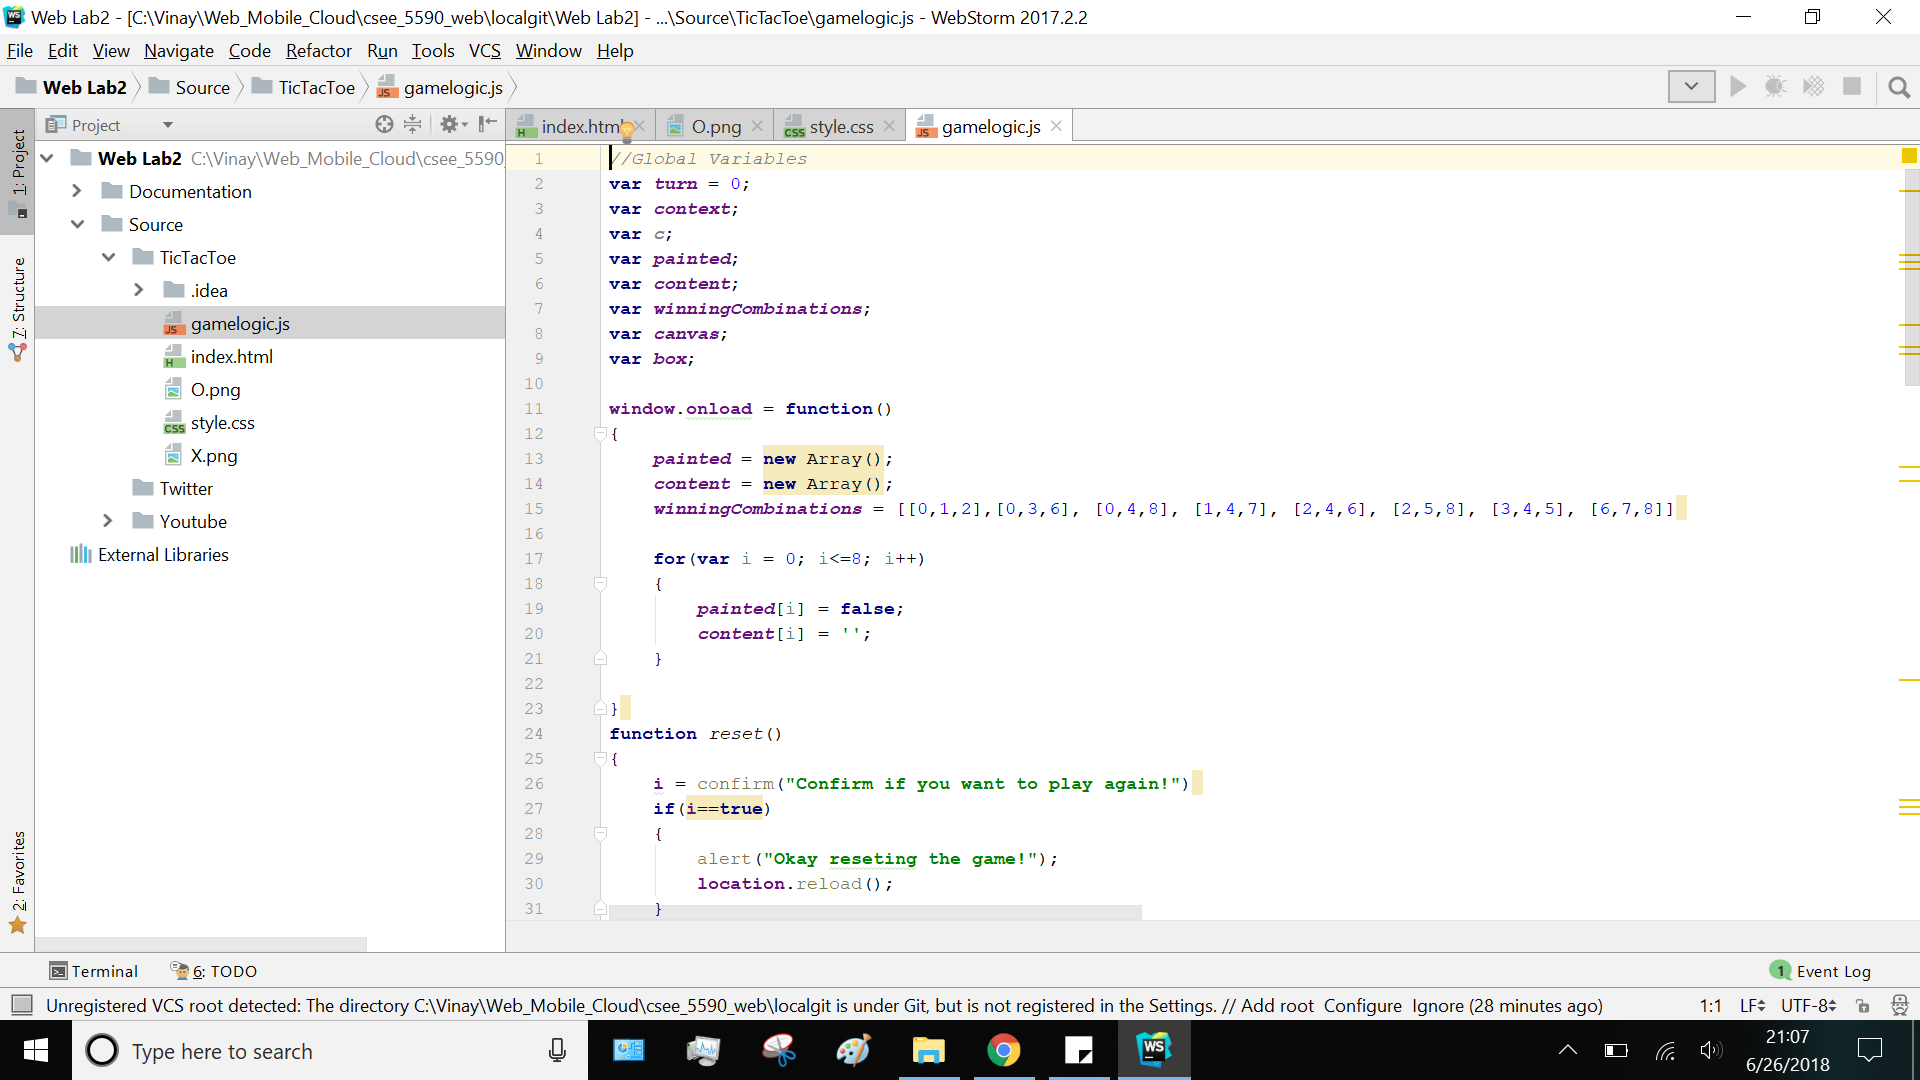 Web Lab2 - [C:\Vinay\Web_Mobile_Cloud\csee_5590_web\localgit\Web Lab2] - ...\Source\TicTacToe\gamelogic.js - WebStorm 2017.2.2
File Edit View Navigate Code Refactor Run Tools VCS Window Help
Web Lab2 Source TicTacToe gamelogic.js
Project
index.html O.png style.css gamelogic.js
1: Project
7: Structure
2: Favorites
Web Lab2 C:\Vinay\Web_Mobile_Cloud\csee_5590
Documentation
Source
TicTacToe
.idea
gamelogic.js
index.html
O.png
style.css
X.png
Twitter
Youtube
External Libraries
1 //Global Variables
2 var turn = 0;
3 var context;
4 var c;
5 var painted;
6 var content;
7 var winningCombinations;
8 var canvas;
9 var box;
10
11 window.onload = function()
12 {
13 painted = new Array();
14 content = new Array();
15 winningCombinations = [[0,1,2],[0,3,6], [0,4,8], [1,4,7], [2,4,6], [2,5,8], [3,4,5], [6,7,8]]
16
17 for(var i = 0; i<=8; i++)
18 {
19 painted[i] = false;
20 content[i] = '';
21 }
22
23 }
24 function reset()
25 {
26 i = confirm("Confirm if you want to play again!")
27 if(i==true)
28 {
29 alert("Okay reseting the game!");
30 location.reload();
31 }
Terminal 6: TODO 1 Event Log
Unregistered VCS root detected: The directory C:\Vinay\Web_Mobile_Cloud\csee_5590_web\localgit is under Git, but is not registered in the Settings. // Add root Configure Ignore (28 minutes ago) 1:1 LF UTF-8
Type here to search
WS
21:07
6/26/2018